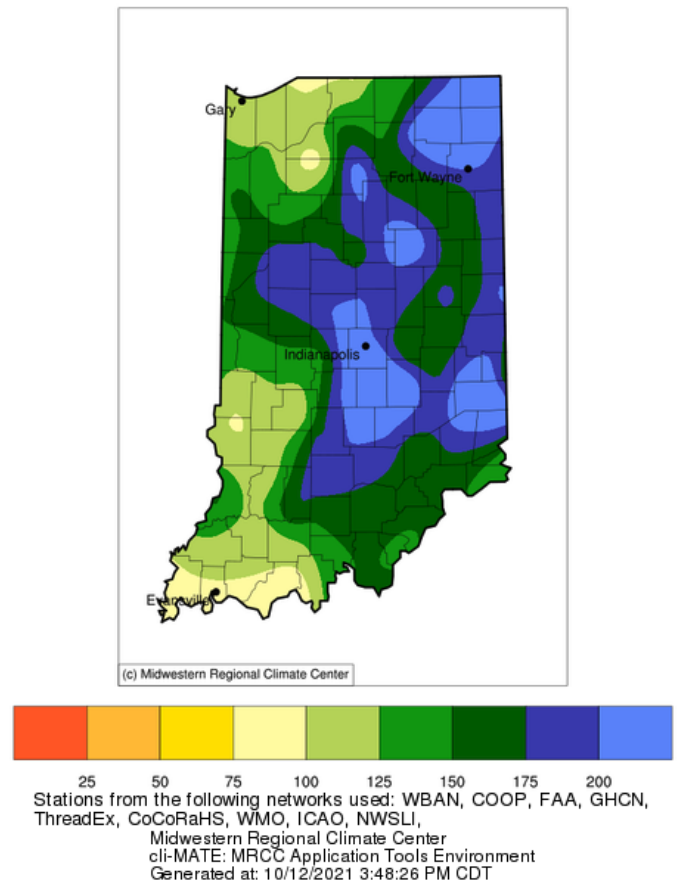 Gary
Fort Wayne
Indianapolis
Evansville
(c) Midwestern Regional Climate Center
25 50 75 100 125 150 175 200
Stations from the following networks used: WBAN, COOP, FAA, GHCN,
ThreadEx, CoCoRaHS, WMO, ICAO, NWSLI,
Midwestern Regional Climate Center
cli-MATE: MRCC Application Tools Environment
Generated at: 10/12/2021 3:48:26 PM CDT